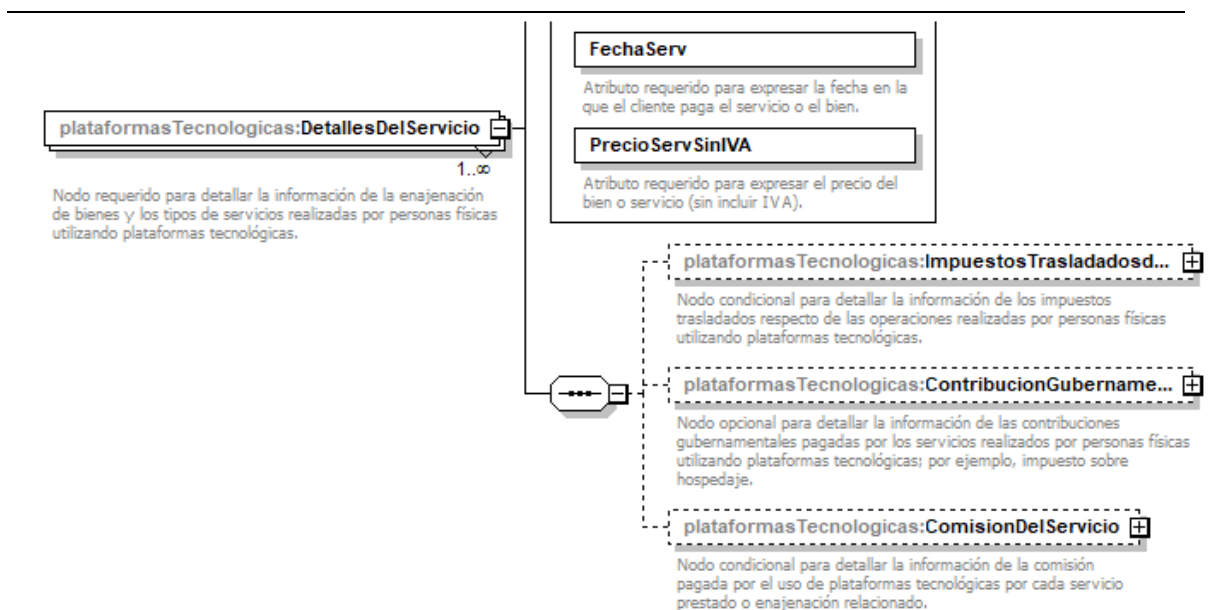 FechaServ
Atributo requerido para expresar la fecha en la
que el cliente paga el servicio o el bien.
plataformasTecnologicas:DetallesDelServicio
1..∞
Nodo requerido para detallar la información de la enajenación
de bienes y los tipos de servicios realizadas por personas físicas
utilizando plataformas tecnológicas.
PrecioServSinIVA
Atributo requerido para expresar el precio del
bien o servicio (sin incluir IVA).
plataformasTecnologicas:ImpuestosTrasladadosd...
Nodo condicional para detallar la información de los impuestos
trasladados respecto de las operaciones realizadas por personas físicas
utilizando plataformas tecnológicas.
plataformasTecnologicas:ContribucionGubername...
Nodo opcional para detallar la información de las contribuciones
gubernamentales pagadas por los servicios realizados por personas físicas
utilizando plataformas tecnológicas; por ejemplo, impuesto sobre
hospedaje.
plataformasTecnologicas:ComisionDelServicio
Nodo condicional para detallar la información de la comisión
pagada por el uso de plataformas tecnológicas por cada servicio
prestado o enajenación relacionado.